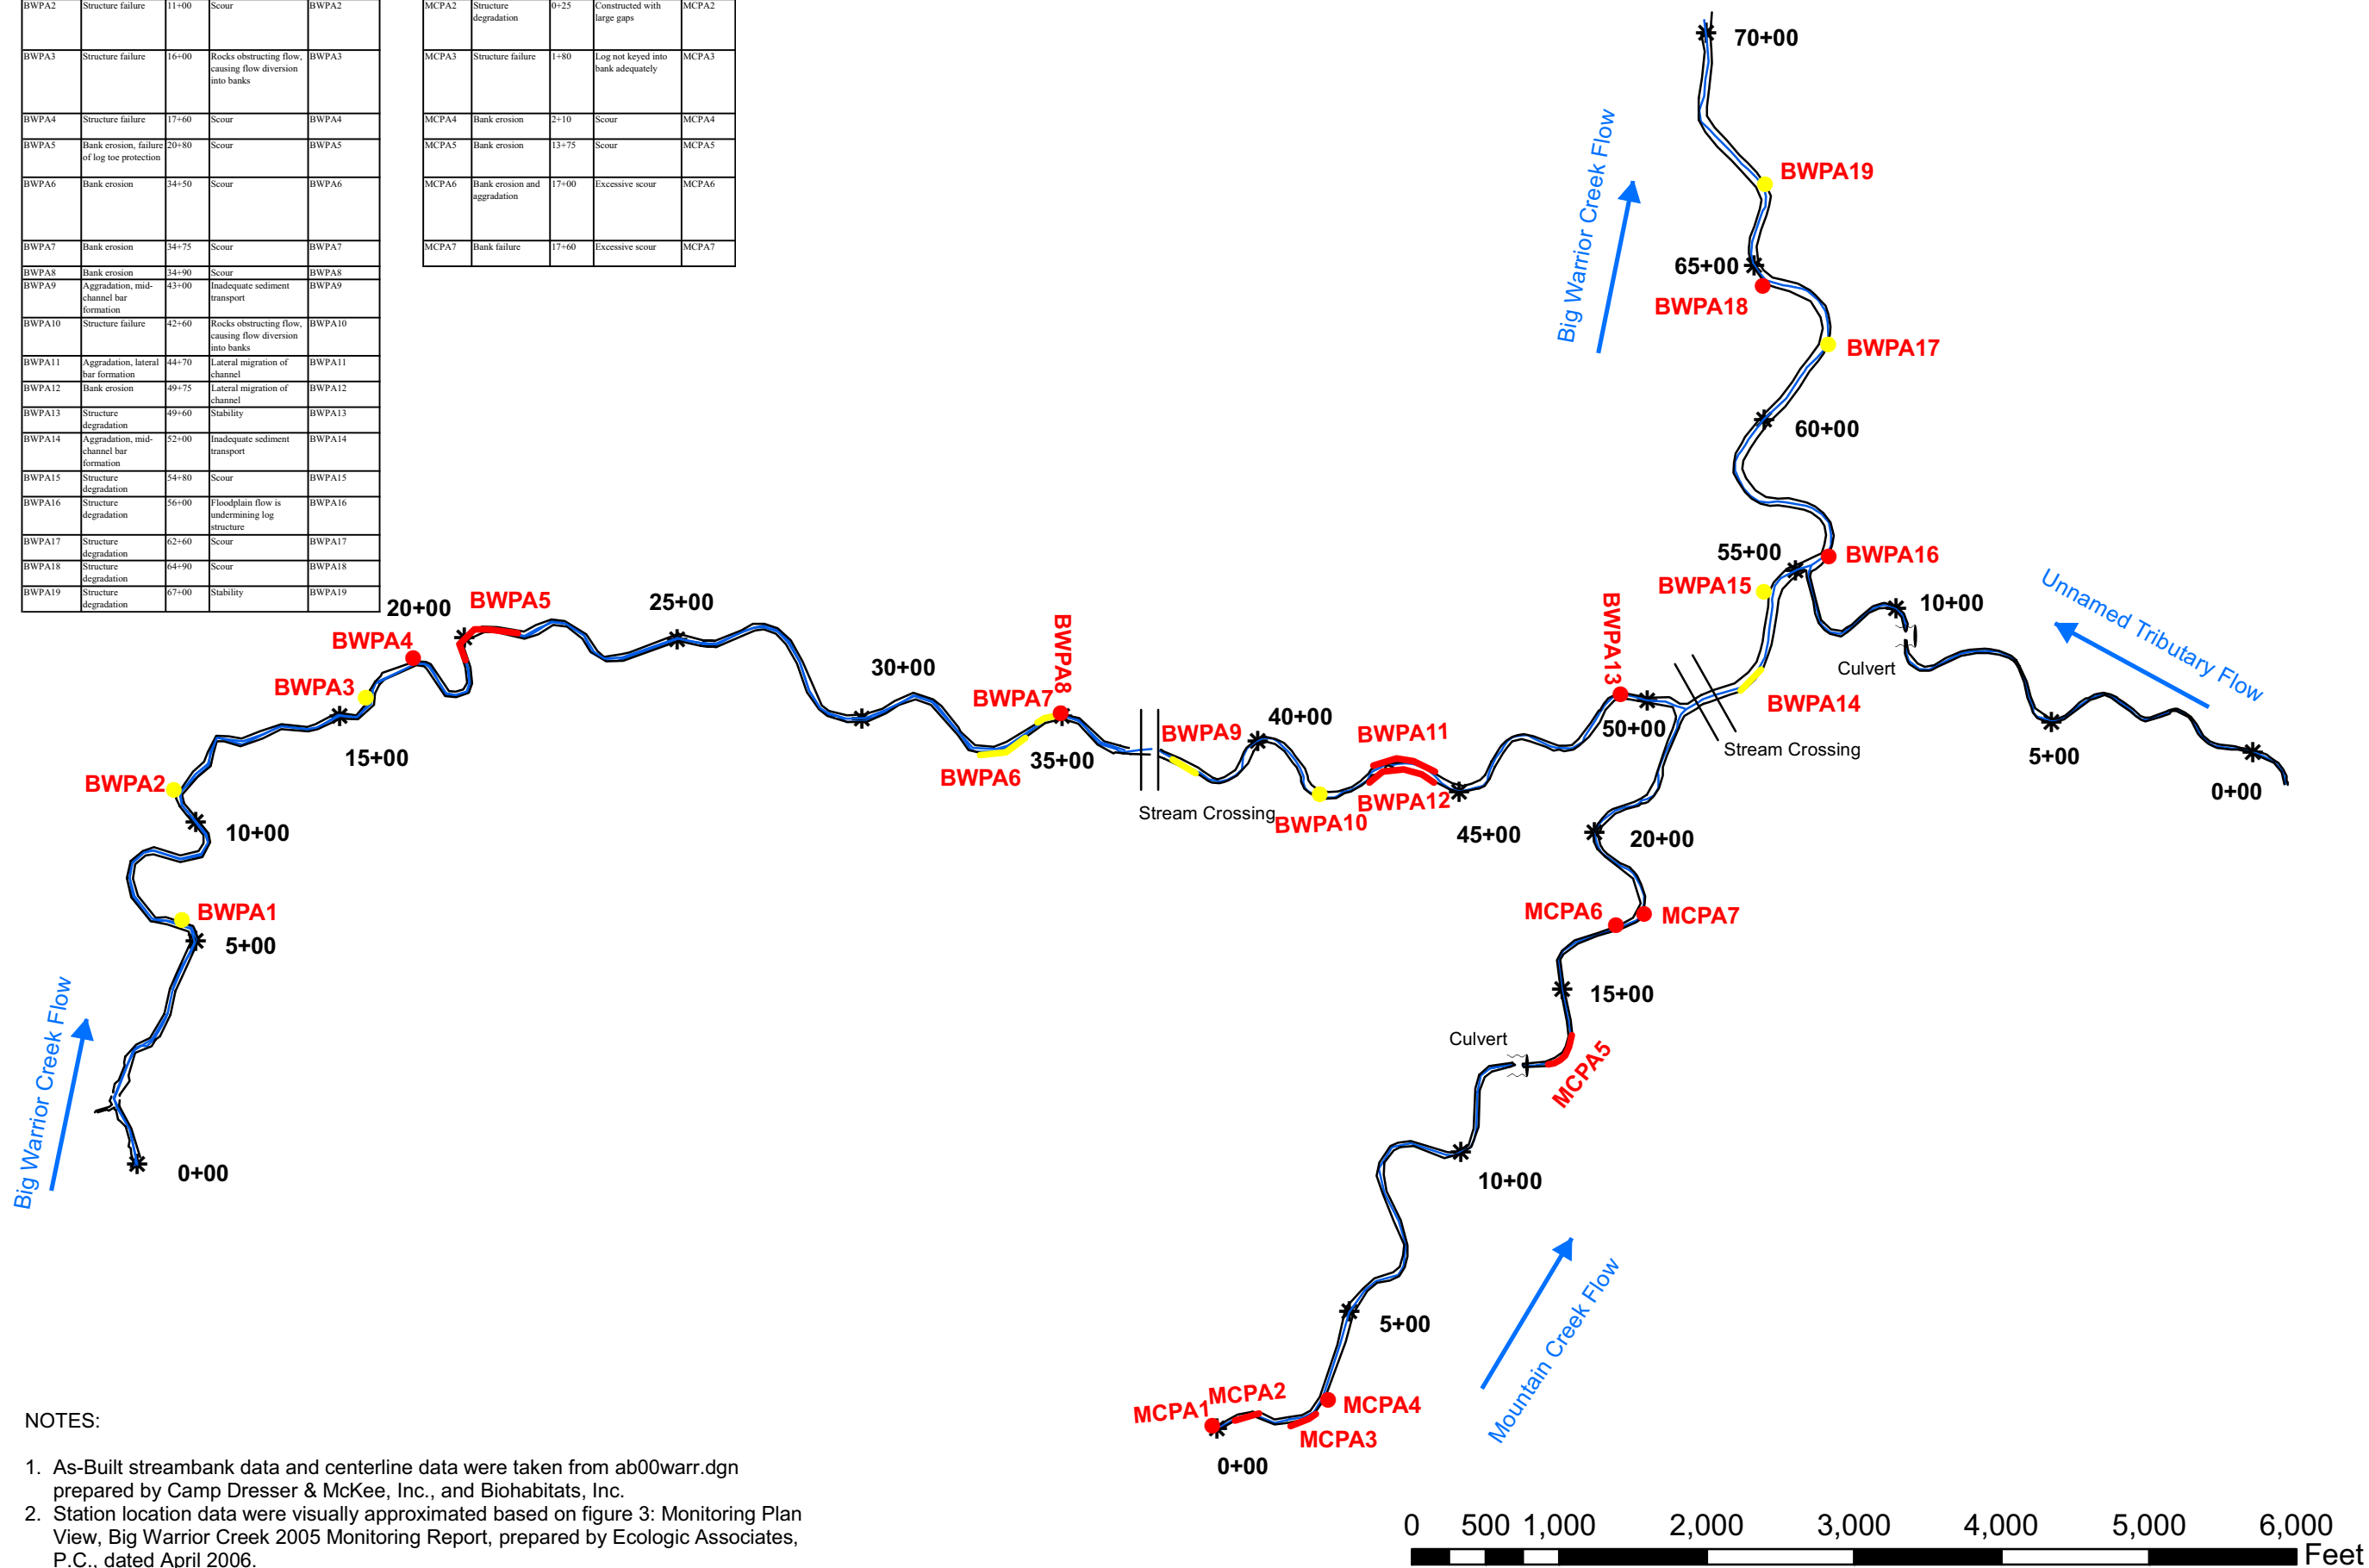 BWPA2 Structure failure 11+00 Scour BWPA2
BWPA3 Structure failure 16+00 Rocks obstructing flow, BWPA3
causing flow diversion
into banks
BWPA4 Structure failure 17+60 Scour BWPA4
BWPA5 Bank erosion, failure 20+80 Scour BWPA5
of log toe protection
BWPA6 Bank erosion 34+50 Scour BWPA6
BWPA7 Bank erosion 34+75 Scour BWPA7
BWPA8 Bank erosion 34+90 Scour BWPA8
BWPA9 Aggradation, mid- 43+00 Inadequate sediment BWPA9
channel bar transport
formation
BWPA10 Structure failure 42+60 Rocks obstructing flow, BWPA10
causing flow diversion
into banks
BWPA11 Aggradation, lateral 44+70 Lateral migration of BWPA11
bar formation channel
BWPA12 Bank erosion 49+75 Lateral migration of BWPA12
channel
BWPA13 Structure 49+60 Stability BWPA13
degradation
BWPA14 Aggradation, mid- 52+00 Inadequate sediment BWPA14
channel bar transport
formation
BWPA15 Structure 54+80 Scour BWPA15
degradation
BWPA16 Structure 56+00 Floodplain flow is BWPA16
degradation undermining log
structure
BWPA17 Structure 62+60 Scour BWPA17
degradation
BWPA18 Structure 64+90 Scour BWPA18
degradation
BWPA19 Structure 67+00 Stability BWPA19
degradation
MCPA2 Structure 0+25 Constructed with MCPA2
degradation large gaps
MCPA3 Structure failure 1+80 Log not keyed into MCPA3
bank adequately
MCPA4 Bank erosion 2+10 Scour MCPA4
MCPA5 Bank erosion 13+75 Scour MCPA5
MCPA6 Bank erosion and 17+00 Excessive scour MCPA6
aggradation
MCPA7 Bank failure 17+60 Excessive scour MCPA7
70+00
Big Warrior Creek Flow
BWPA19
65+00
BWPA18
BWPA17
60+00
55+00
BWPA16
BWPA15
10+00
Unnamed Tributary Flow
Culvert
BWPA14
5+00
0+00
Stream Crossing
BWPA13
50+00
20+00
BWPA5
25+00
BWPA4
BWPA3
30+00
BWPA7
BWPA8
BWPA6
35+00
BWPA9
40+00
BWPA11
Stream Crossing
BWPA10
BWPA12
45+00
15+00
BWPA2
10+00
BWPA1
5+00
Big Warrior Creek Flow
0+00
20+00
MCPA6
MCPA7
15+00
Culvert
MCPA5
10+00
Mountain Creek Flow
5+00
MCPA1
MCPA2
MCPA4
MCPA3
0+00
NOTES:
1. As-Built streambank data and centerline data were taken from ab00warr.dgn
prepared by Camp Dresser & McKee, Inc., and Biohabitats, Inc.
2. Station location data were visually approximated based on figure 3: Monitoring Plan
View, Big Warrior Creek 2005 Monitoring Report, prepared by Ecologic Associates,
P.C., dated April 2006.
0 500 1,000 2,000 3,000 4,000 5,000 6,000
Feet